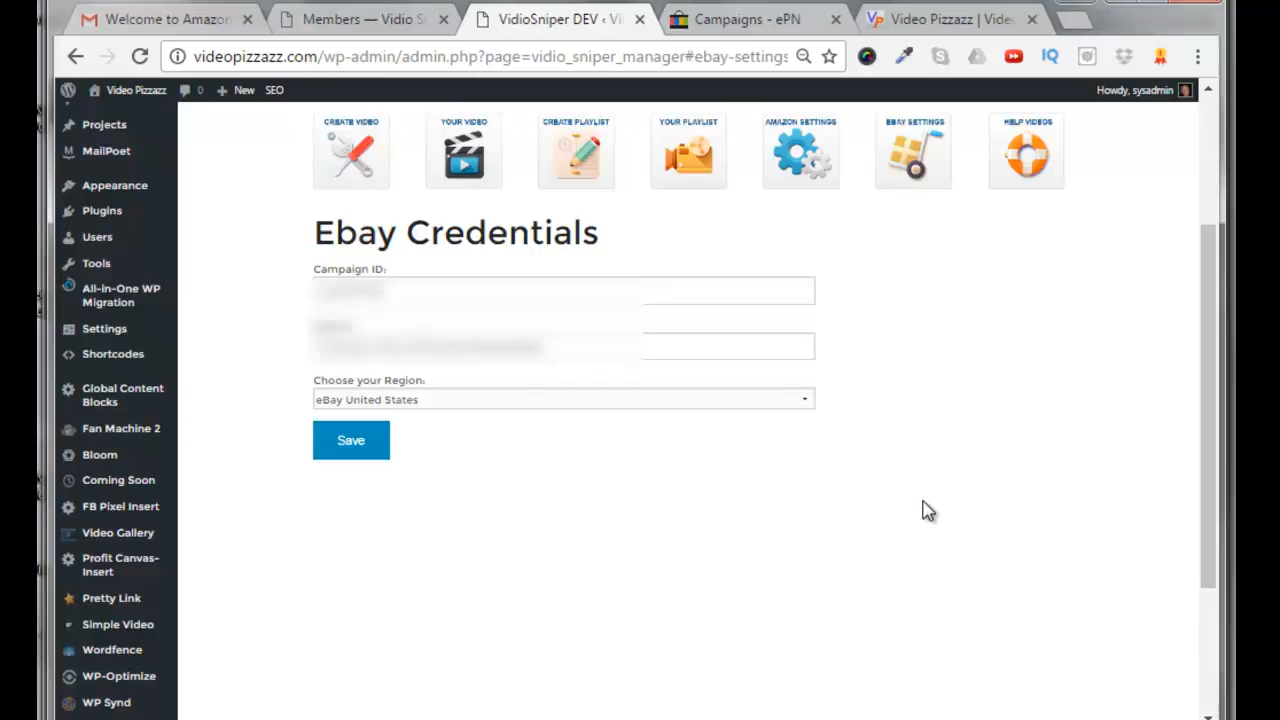 Welcome to Amazon
Members — Vidio S
VidioSniper DEV ‹ Vi
Campaigns - ePN
Video Pizzazz | Video
videopizzazz.com/wp-admin/admin.php?page=vidio_sniper_manager#ebay-settings
IQ
Video Pizzazz
0
New
SEO
Howdy, sysadmin
Projects
MailPoet
Appearance
Plugins
Users
Tools
All-in-One WP
Migration
Settings
Shortcodes
Global Content
Blocks
Fan Machine 2
Bloom
Coming Soon
FB Pixel Insert
Video Gallery
Profit Canvas-
Insert
Pretty Link
Simple Video
Wordfence
WP-Optimize
WP Synd
CREATE VIDEO
YOUR VIDEO
CREATE PLAYLIST
YOUR PLAYLIST
AMAZON SETTINGS
EBAY SETTINGS
HELP VIDEOS
Ebay Credentials
Campaign ID:
Choose your Region:
eBay United States
Save